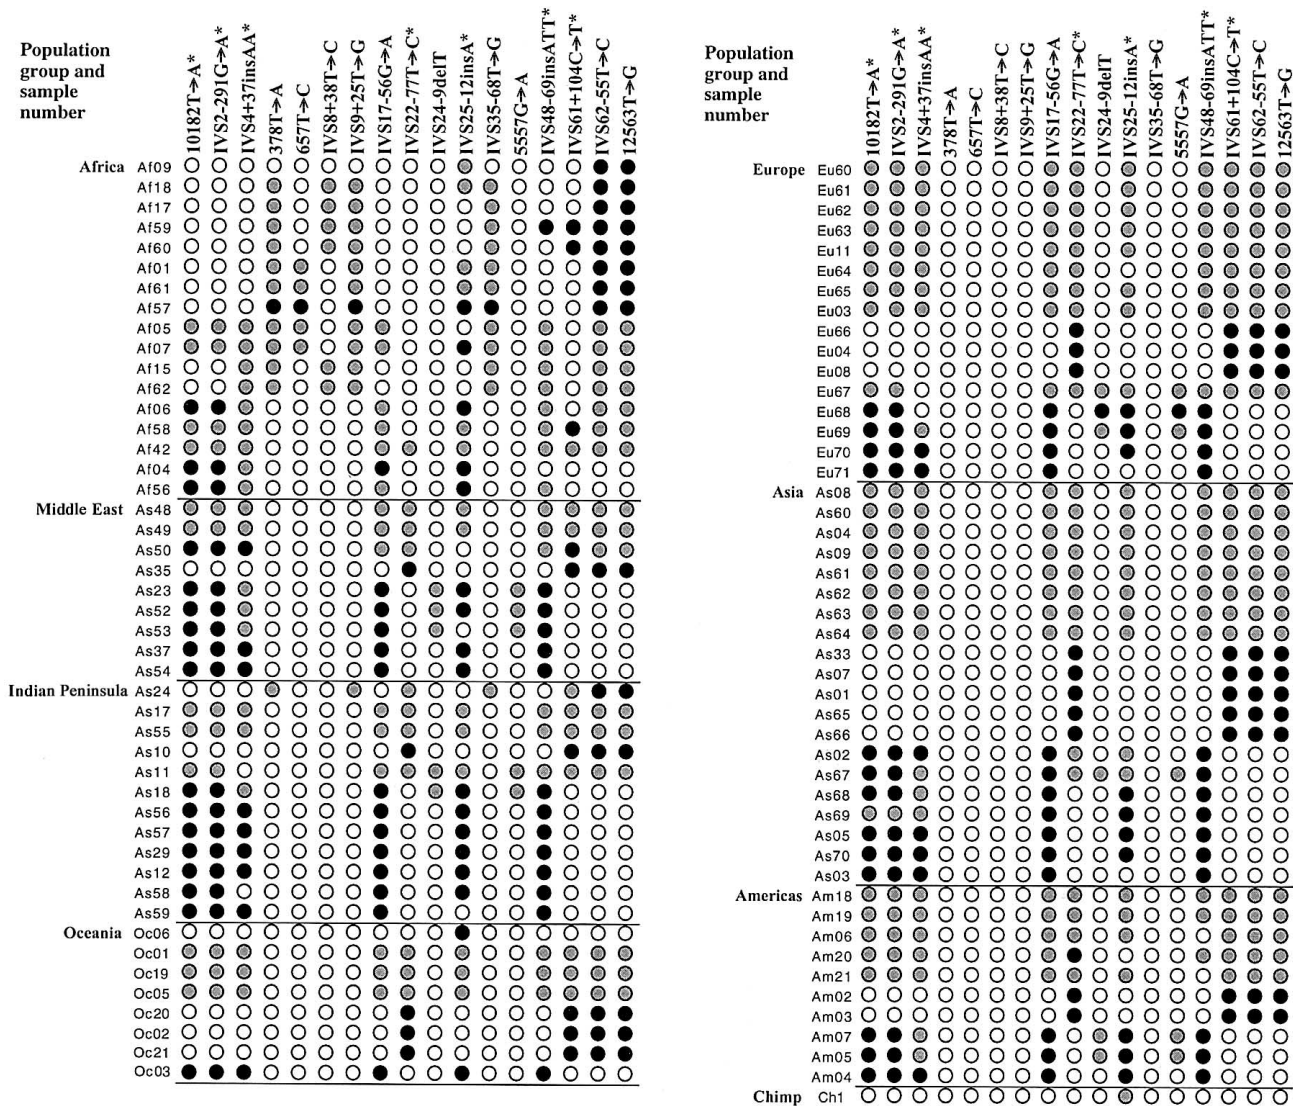 Population
group and
sample
number
10182T→A*
IVS2-291G→A*
IVS4+37insAA*
378T→A
657T→C
IVS8+38T→C
IVS9+25T→G
IVS17-56G→A
IVS22-77T→C*
IVS24-9delT
IVS25-12insA*
IVS35-68T→G
5557G→A
IVS48-69insATT*
IVS61+104C→T*
IVS62-55T→C
12563T→G
Africa Af09
Af18
Af17
Af59
Af60
Af01
Af61
Af57
Af05
Af07
Af15
Af62
Af06
Af58
Af42
Af04
Af56
Middle East As48
As49
As50
As35
As23
As52
As53
As37
As54
Indian Peninsula As24
As17
As55
As10
As11
As18
As56
As57
As29
As12
As58
As59
Oceania Oc06
Oc01
Oc19
Oc05
Oc20
Oc02
Oc21
Oc03
Population
group and
sample
number
10182T→A*
IVS2-291G→A*
IVS4+37insAA*
378T→A
657T→C
IVS8+38T→C
IVS9+25T→G
IVS17-56G→A
IVS22-77T→C*
IVS24-9delT
IVS25-12insA*
IVS35-68T→G
5557G→A
IVS48-69insATT*
IVS61+104C→T*
IVS62-55T→C
12563T→G
Europe Eu60
Eu61
Eu62
Eu63
Eu11
Eu64
Eu65
Eu03
Eu66
Eu04
Eu08
Eu67
Eu68
Eu69
Eu70
Eu71
Asia As08
As60
As04
As09
As61
As62
As63
As64
As33
As07
As01
As65
As66
As02
As67
As68
As69
As05
As70
As03
Americas Am18
Am19
Am06
Am20
Am21
Am02
Am03
Am07
Am05
Am04
Chimp Ch1